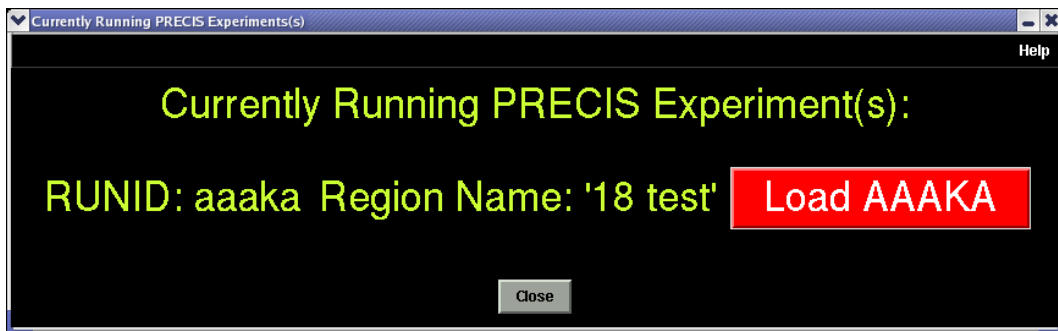 Currently Running PRECIS Experiments(s)
Help
Currently Running PRECIS Experiment(s):
RUNID: aaaka Region Name: '18 test' Load AAAKA
Close